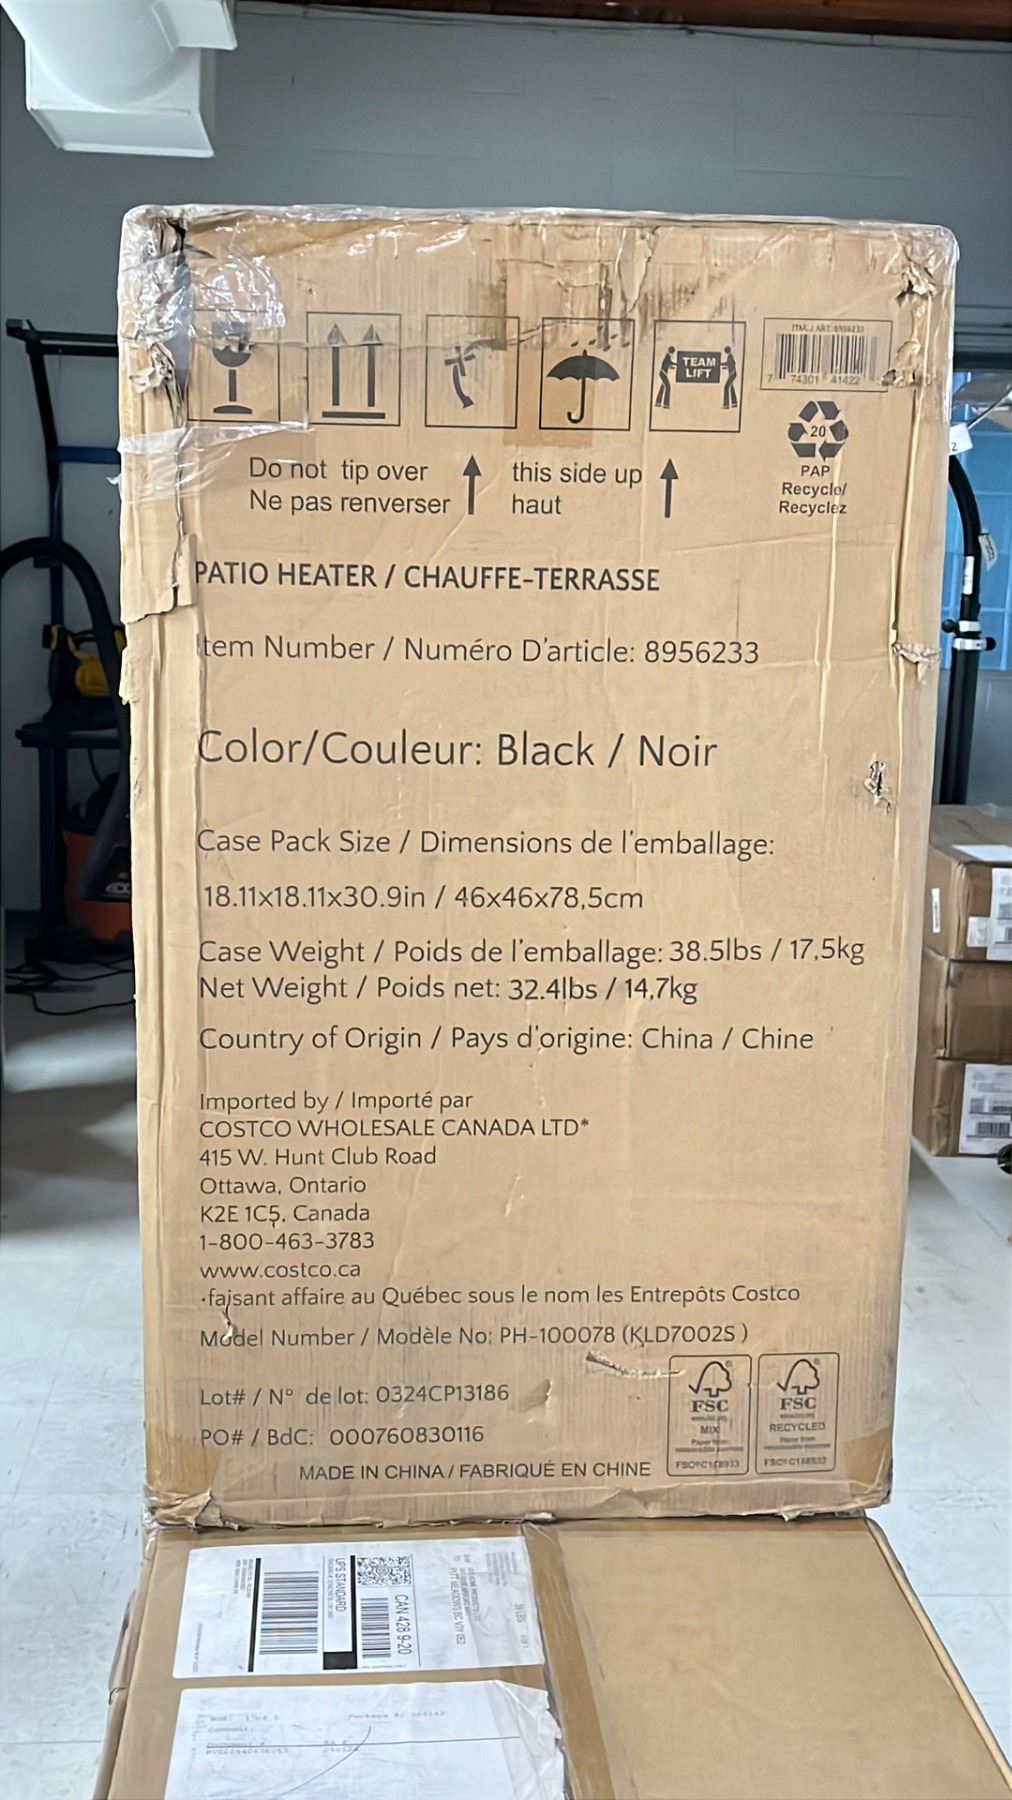 TEAM
LIFT
ITM. / ART. 8956233
7 74301 41422
20
PAP
Recycle/
Recyclez
Do not tip over
Ne pas renverser
this side up
haut
PATIO HEATER / CHAUFFE-TERRASSE
Item Number / Numéro D'article: 8956233
Color/Couleur: Black / Noir
Case Pack Size / Dimensions de l'emballage:
18.11x18.11x30.9in / 46x46x78,5cm
Case Weight / Poids de l'emballage: 38.5lbs / 17,5kg
Net Weight / Poids net: 32.4lbs / 14,7kg
Country of Origin / Pays d'origine: China / Chine
Imported by / Importé par
COSTCO WHOLESALE CANADA LTD*
415 W. Hunt Club Road
Ottawa, Ontario
K2E 1C5, Canada
1-800-463-3783
www.costco.ca
•faisant affaire au Québec sous le nom les Entrepôts Costco
Model Number / Modèle No: PH-100078 (KLD7002S )
Lot# / N° de lot: 0324CP13186
PO# / BdC: 000760830116
MADE IN CHINA / FABRIQUÉ EN CHINE
FSC
MIX
FSC
RECYCLED
UPS STANDARD
CAN 428 9-20